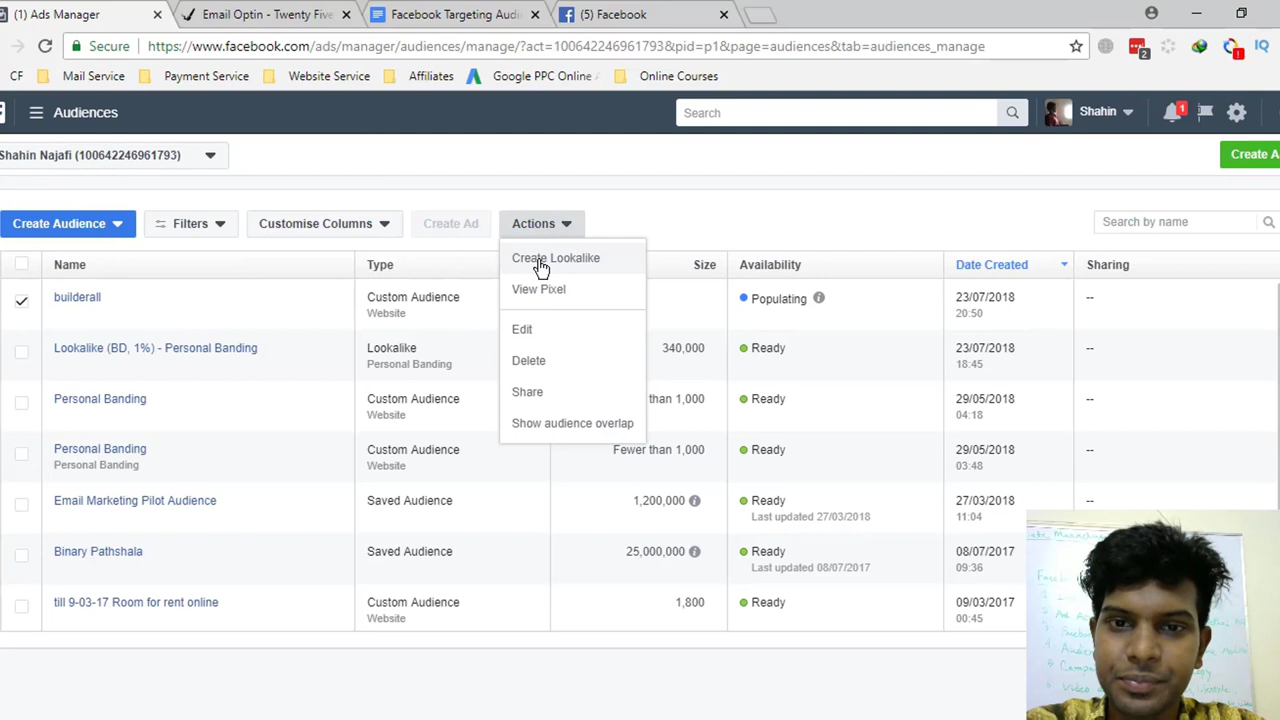 (1) Ads Manager
Email Optin - Twenty Five
Facebook Targeting Audi
(5) Facebook
Secure
https://www.facebook.com/ads/manager/audiences/manage/?act=100642246961793&pid=p1&page=audiences&tab=audiences_manage
2
!
IQ
CF
Mail Service
Payment Service
Website Service
Affiliates
Google PPC Online
Online Courses
Audiences
Search
Shahin
1
Shahin Najafi (100642246961793)
Create A
Create Audience
Filters
Customise Columns
Create Ad
Actions
Search by name
Create Lookalike
View Pixel
Edit
Delete
Share
Show audience overlap
Name Type Size Availability Date Created Sharing
builderall Custom Audience Populating 23/07/2018 --
Website 20:50
Lookalike (BD, 1%) - Personal Banding Lookalike 340,000 Ready 23/07/2018 --
Personal Banding 18:45
Personal Banding Custom Audience than 1,000 Ready 29/05/2018 --
Website 04:18
Personal Banding Custom Audience Fewer than 1,000 Ready 29/05/2018 --
Personal Banding Website 03:48
Email Marketing Pilot Audience Saved Audience 1,200,000 Ready 27/03/2018 --
Last updated 27/03/2018 11:04
Binary Pathshala Saved Audience 25,000,000 Ready 08/07/2017
Last updated 08/07/2017 09:36
till 9-03-17 Room for rent online Custom Audience 1,800 Ready 09/03/2017
Website 00:45